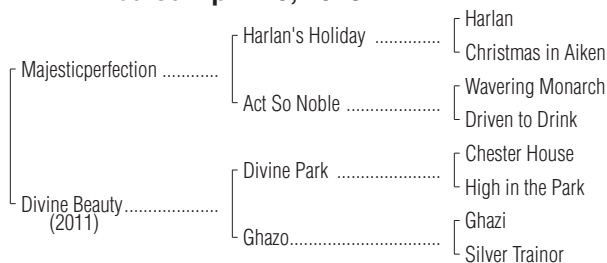 Harlan
Harlan's Holiday ..............
Christmas in Aiken
Majesticperfection ...........
Wavering Monarch
Act So Noble .....................
Driven to Drink
Chester House
Divine Park .......................
High in the Park
Divine Beauty...................
(2011)
Ghazi
Ghazo.................................
Silver Trainor